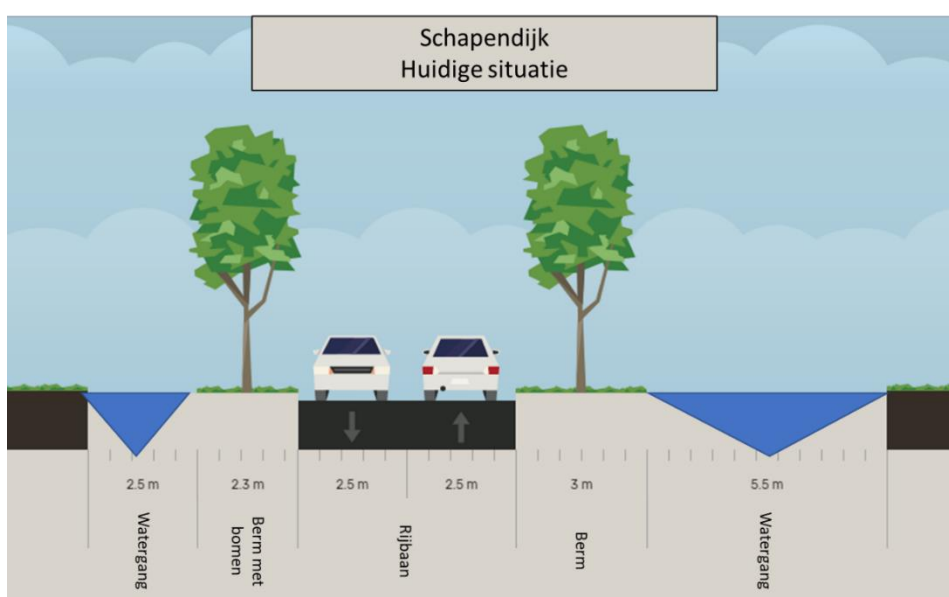 Schapendijk
Huidige situatie
2.5 m
2.3 m
2.5 m
2.5 m
3 m
5.5 m
Watergang
Berm met
bomen
Rijbaan
Berm
Watergang